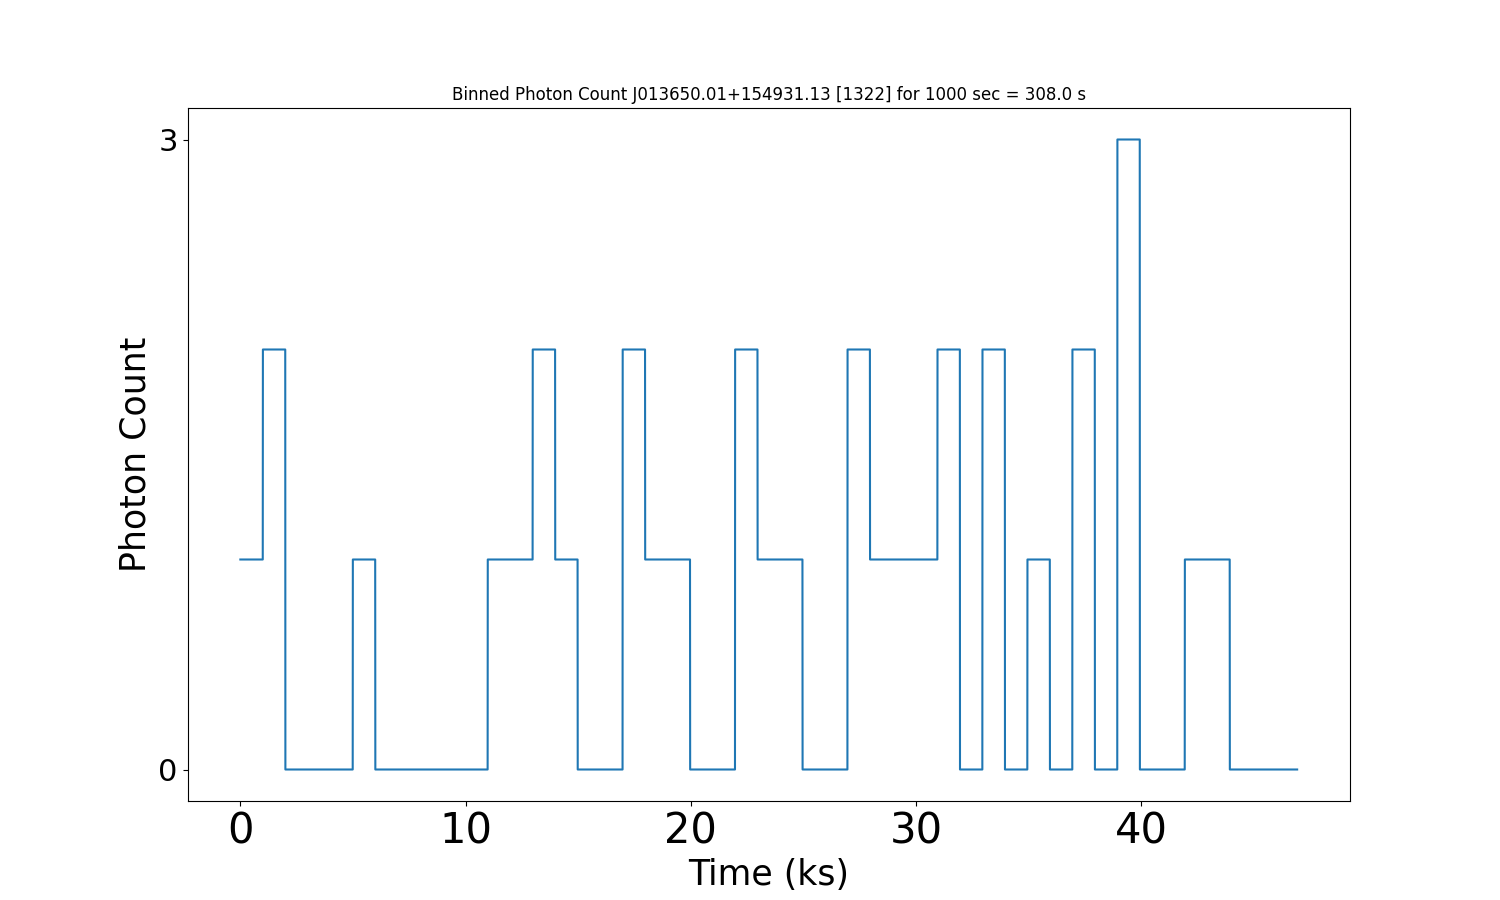 Binned Photon Count J013650.01+154931.13 [1322] for 1000 sec = 308.0 s
3
Photon Count
0
0 10 20 30 40
Time (ks)